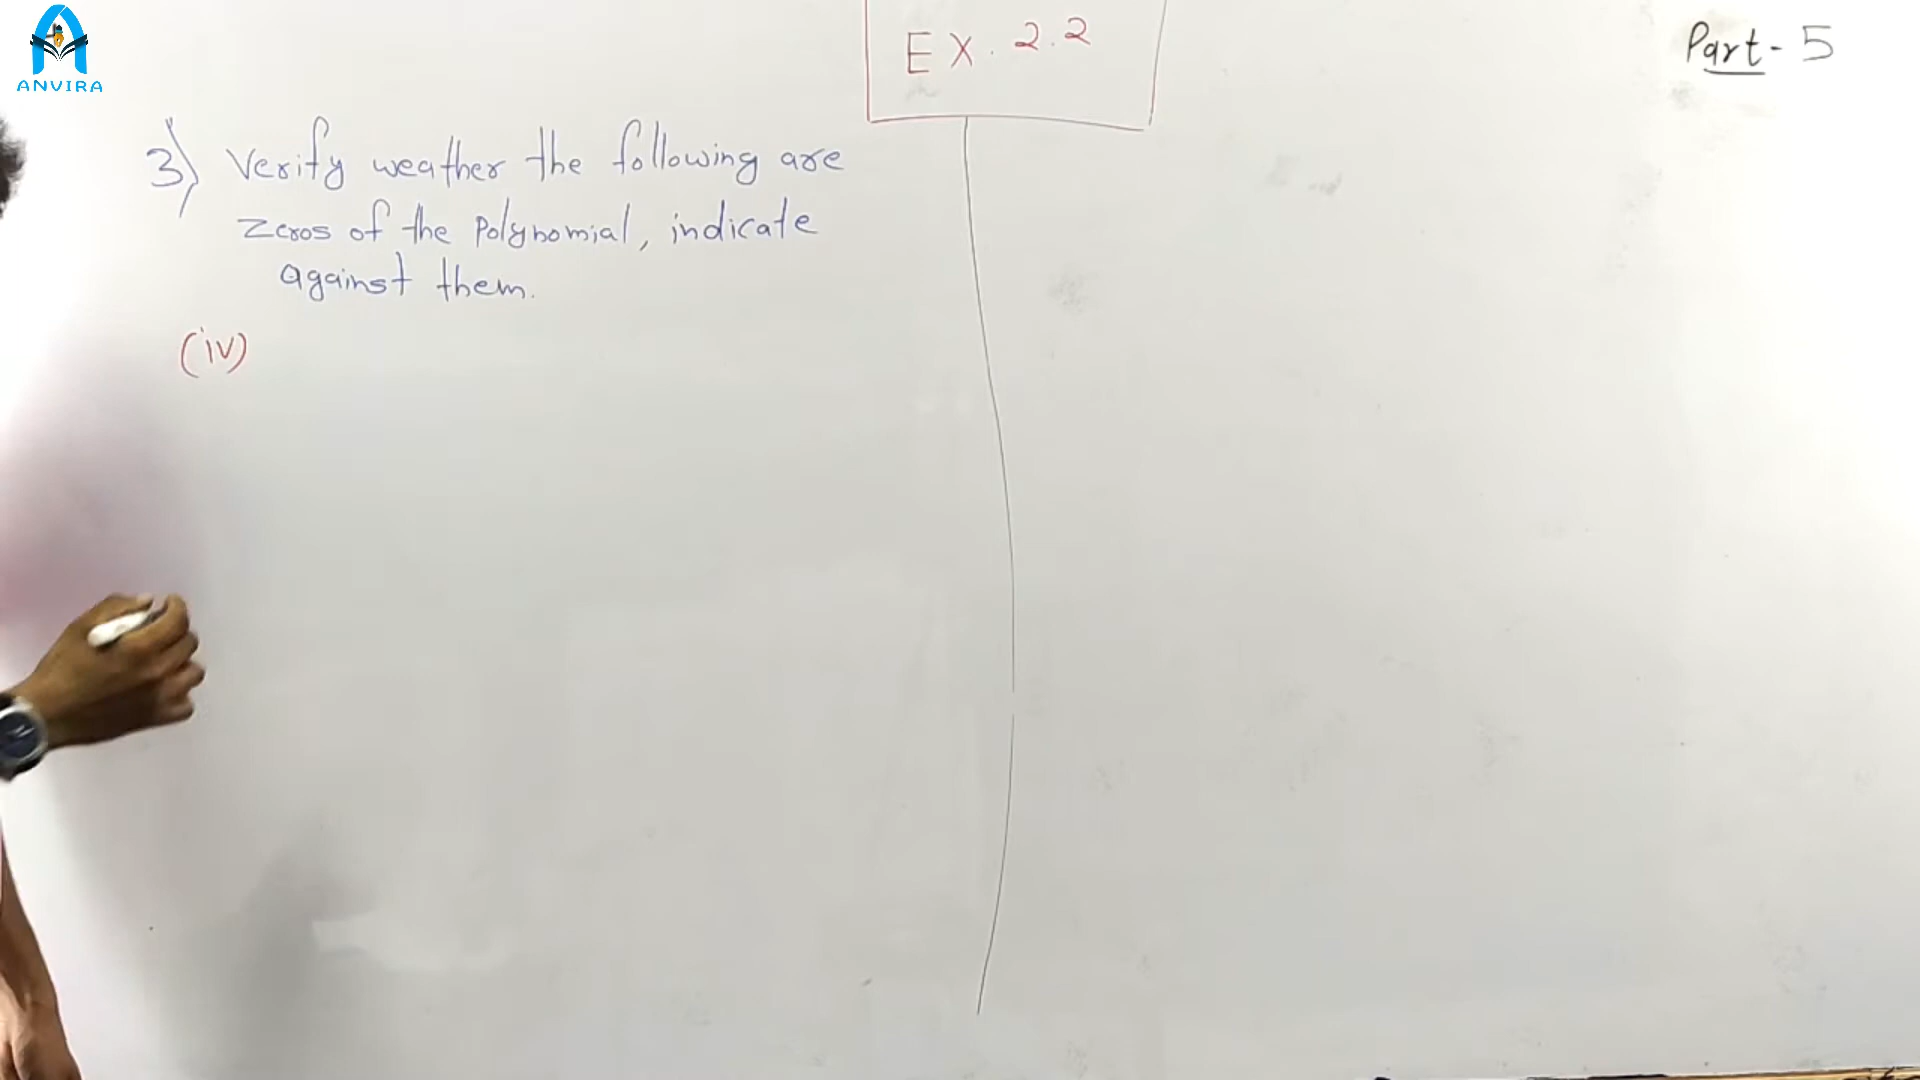 ANVIRA
EX. 2.2
Part - 5
3) Verify weather the following are
zeros of the Polynomial, indicate
against them.
(iv)